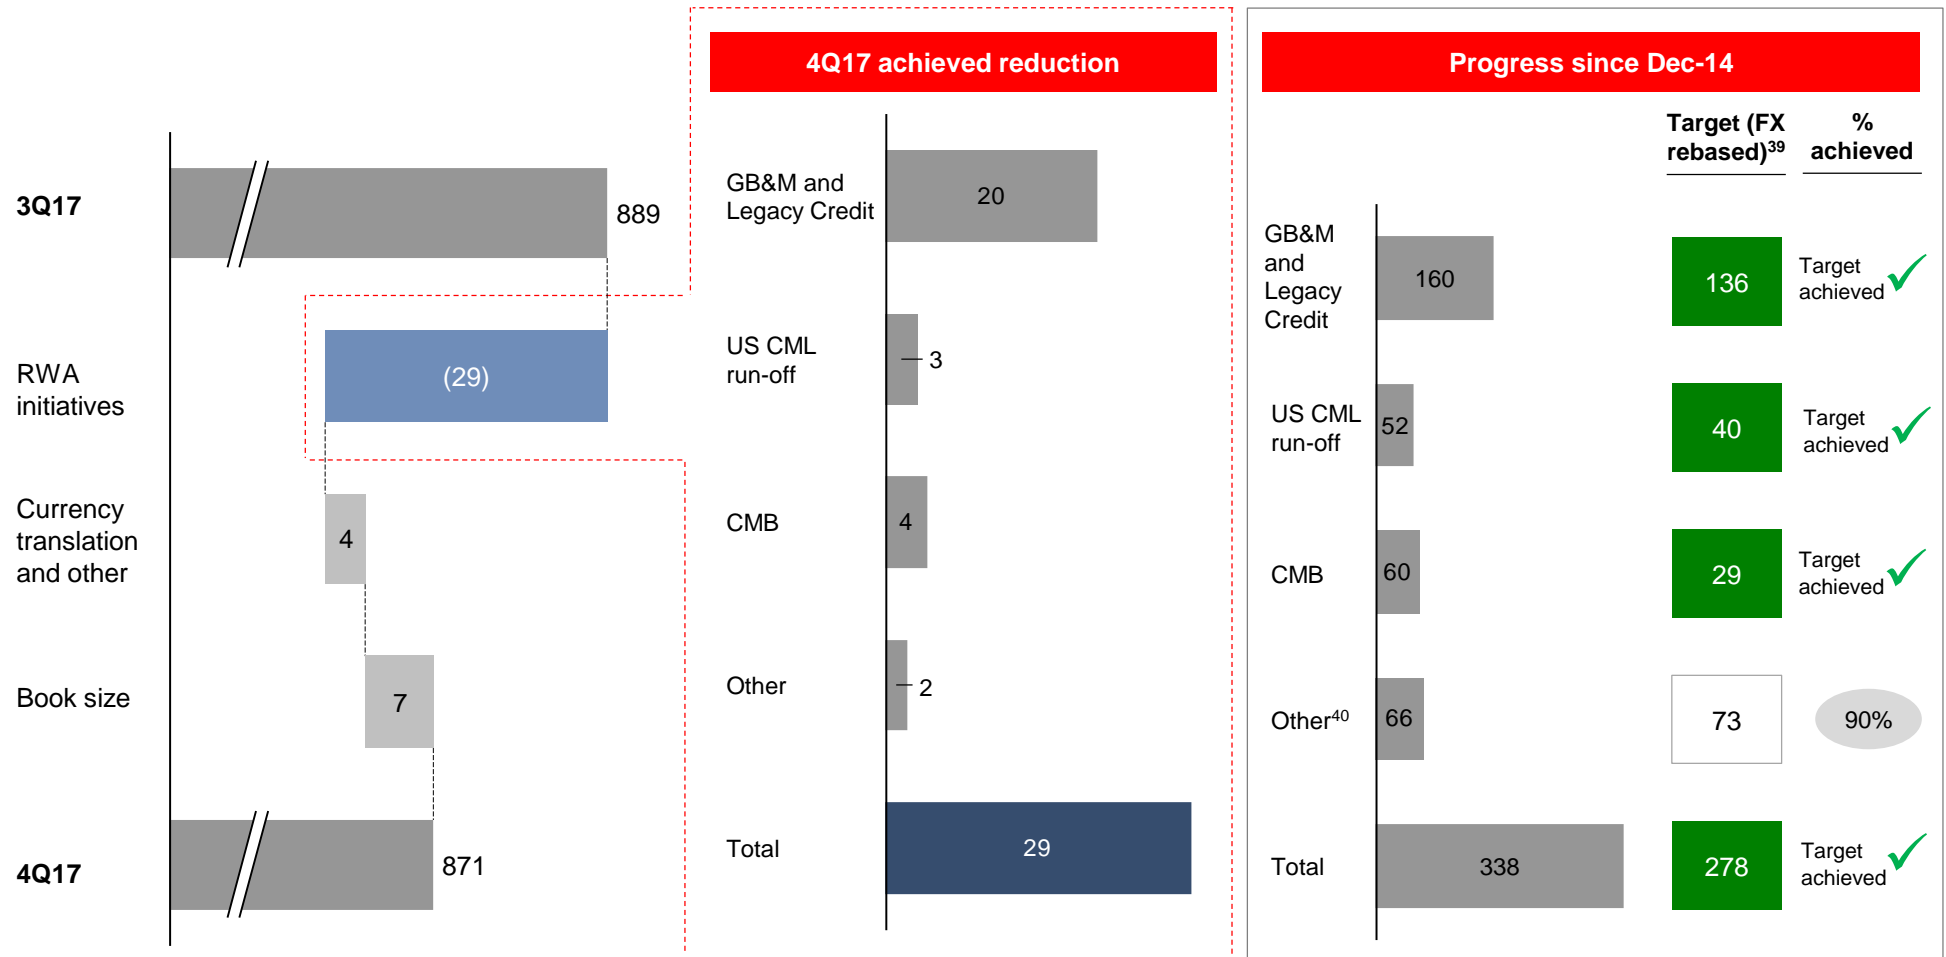 3Q17
889
RWA
initiatives
(29)
Currency
translation
and other
4
Book size
7
4Q17
871
4Q17 achieved reduction
GB&M and
Legacy Credit
20
US CML
run-off
3
CMB
4
Other
2
Total
29
Progress since Dec-14
Target (FX
rebased)39
%
achieved
GB&M
and
Legacy
Credit
160
136
Target
achieved
US CML
run-off
52
40
Target
achieved
CMB
60
29
Target
achieved
Other40
66
73
90%
Total
338
278
Target
achieved